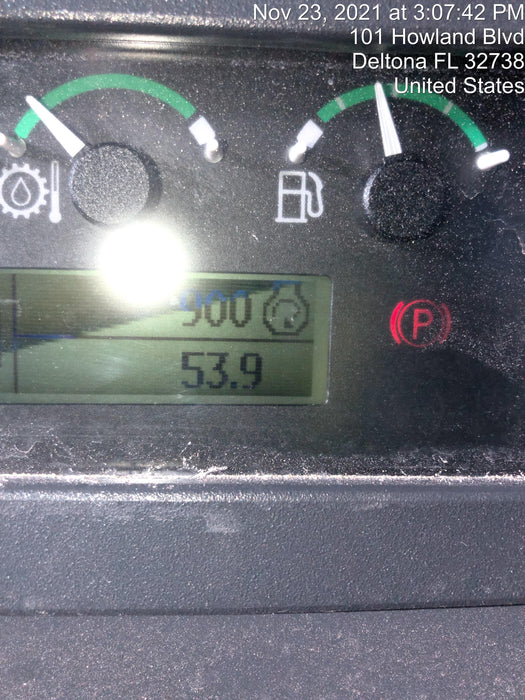 Nov 23, 2021 at 3:07:42 PM
101 Howland Blvd
Deltona FL 32738
United States
900
53.9
P